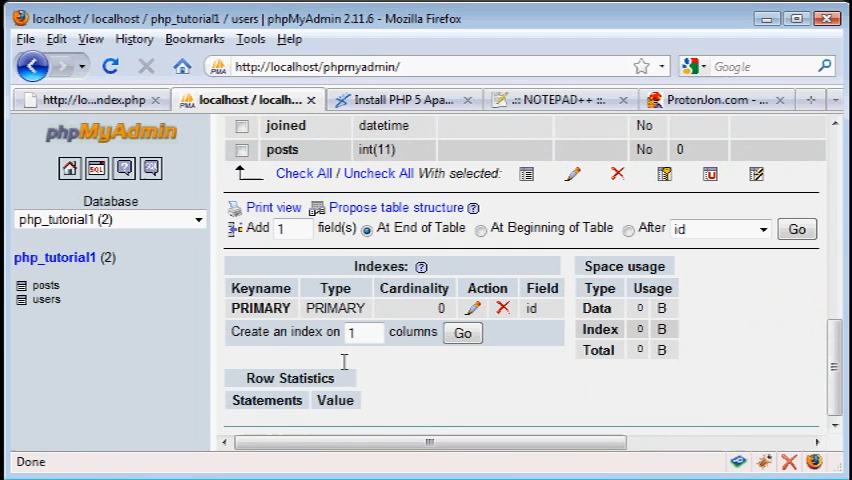 localhost / localhost / php_tutorial1 / users | phpMyAdmin 2.11.6 - Mozilla Firefox
File Edit View History Bookmarks Tools Help
PMA http://localhost/phpmyadmin/ Google
http://lo...ndex.php localhost / localh... Install PHP 5 Apa... .:: NOTEPAD++ ::. ProtonJon.com - ...
phpMyAdmin
SQL
Database
php_tutorial1 (2)
php_tutorial1 (2)
posts
users
joined datetime No
posts int(11) No 0
Check All / Uncheck All With selected:
Print view Propose table structure
Add 1 field(s) At End of Table At Beginning of Table After id Go
Indexes:
Keyname Type Cardinality Action Field
PRIMARY PRIMARY 0 id
Create an index on 1 columns Go
Space usage
Type Usage
Data 0 B
Index 0 B
Total 0 B
Row Statistics
Statements Value
Done